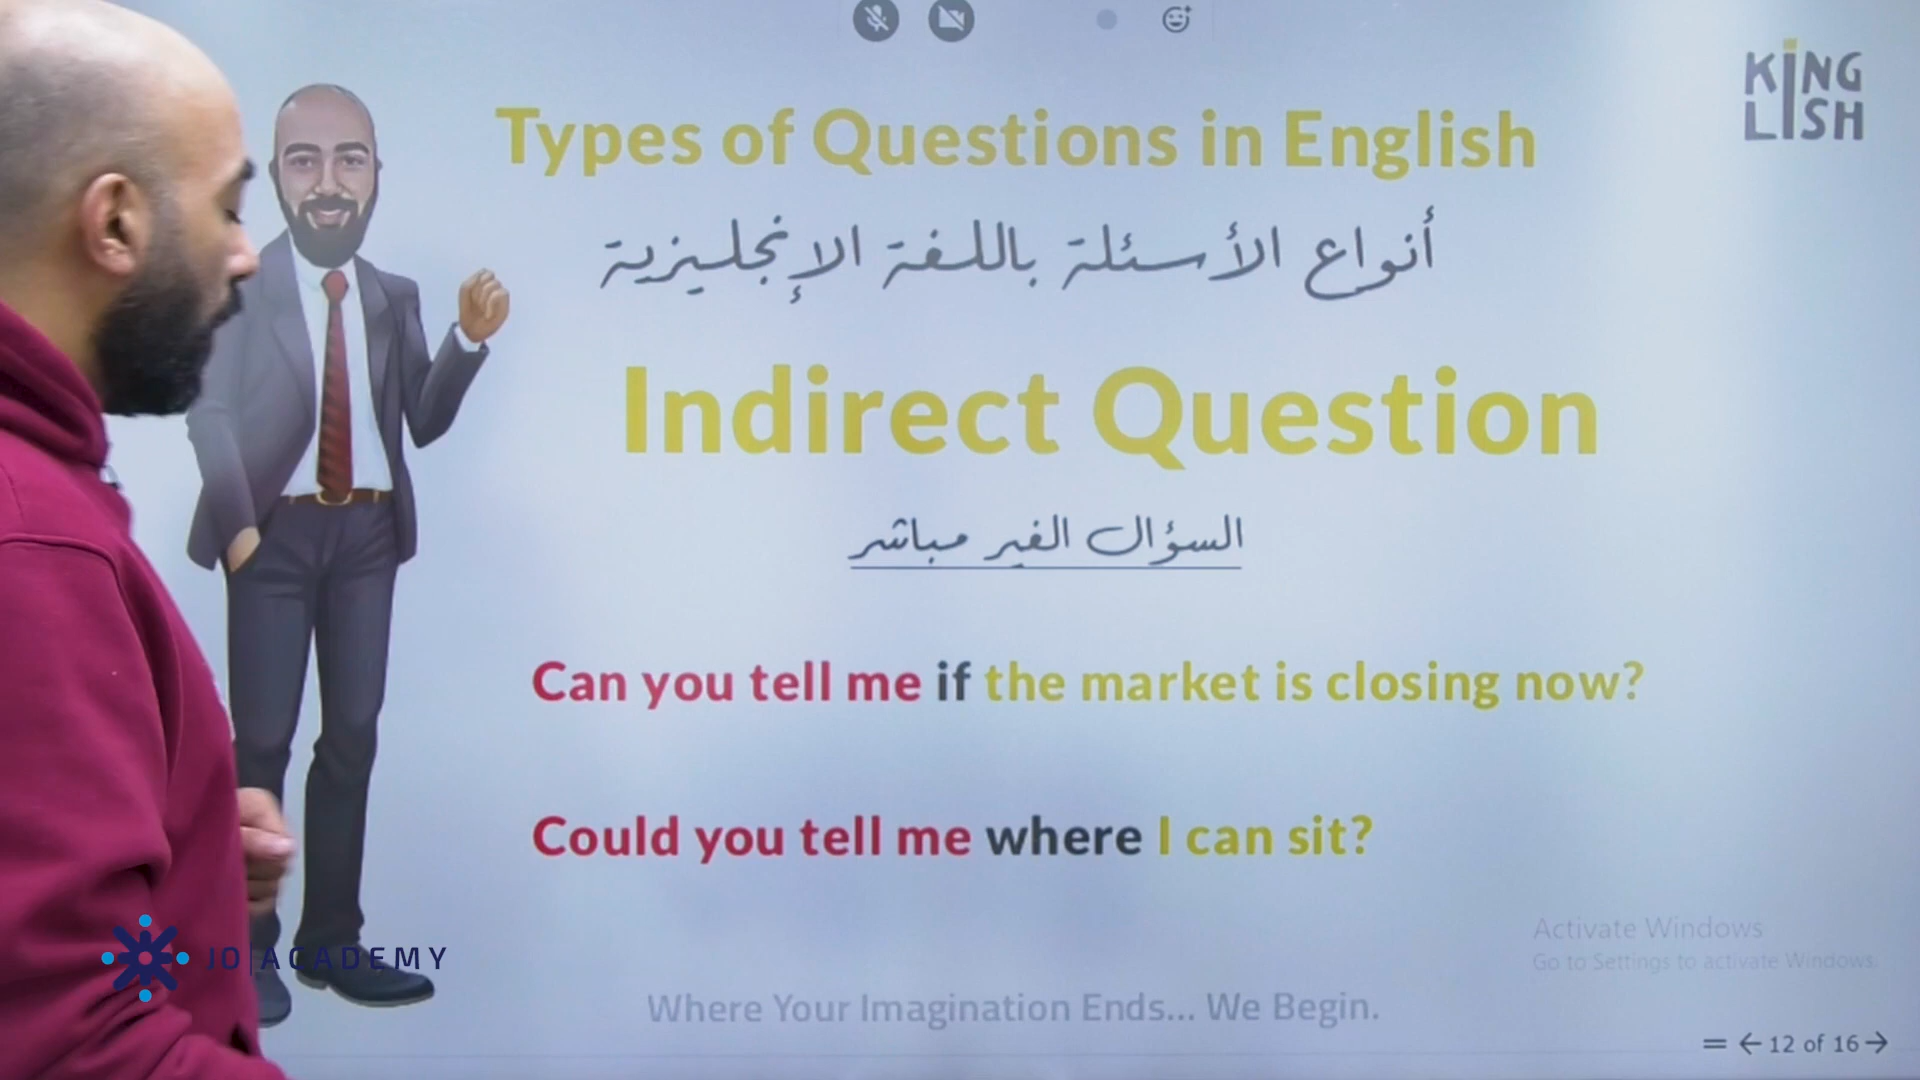 KING
LISH
Types of Questions in English
أنواع الأسئلة باللغة الإنجليزية
Indirect Question
السؤال الغير مباشر
Can you tell me if the market is closing now?
Could you tell me where I can sit?
JO|ACADEMY
Activate Windows
Go to Settings to activate Windows.
Where Your Imagination Ends... We Begin.
12 of 16